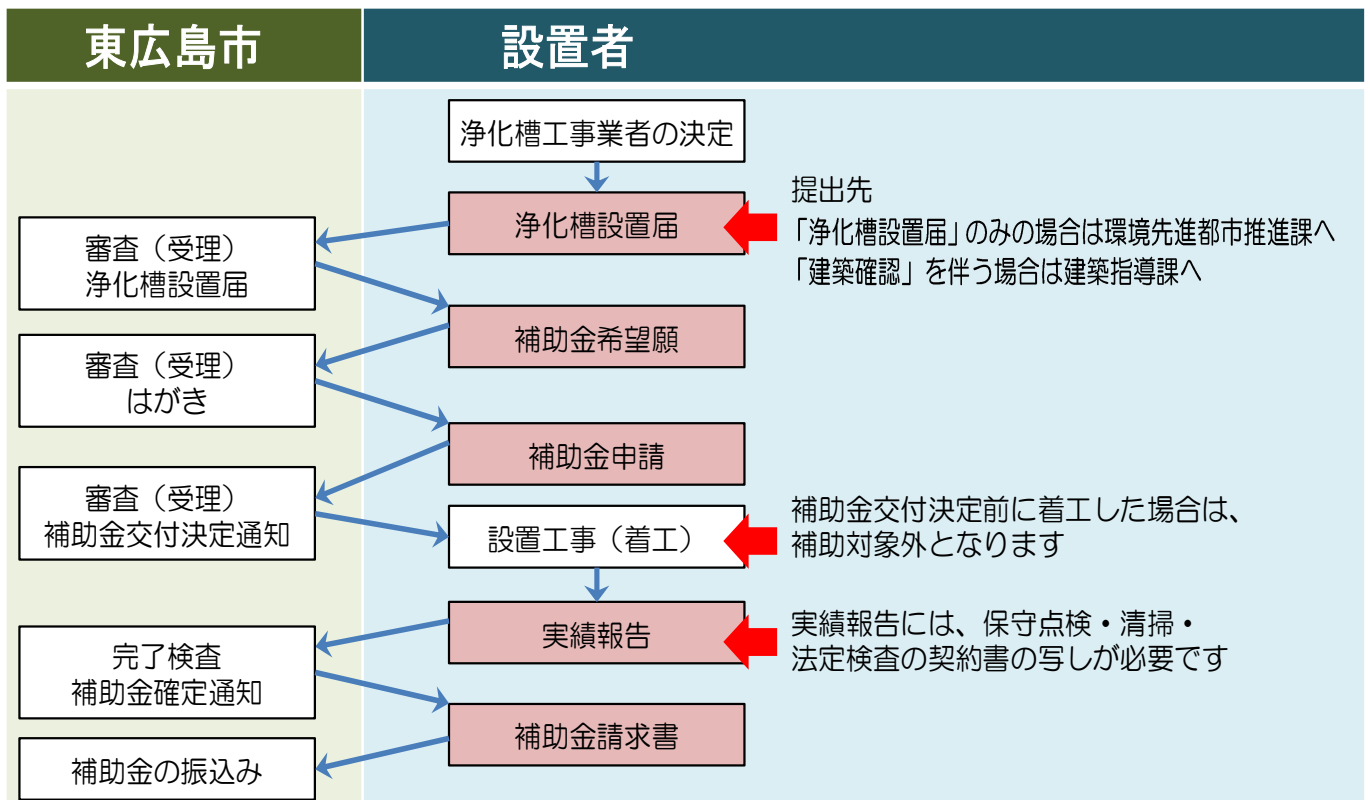 東広島市
設置者
浄化槽工事業者の決定
浄化槽設置届
提出先
「浄化槽設置届」のみの場合は環境先進都市推進課へ
「建築確認」を伴う場合は建築指導課へ
審査（受理）
浄化槽設置届
補助金希望願
審査（受理）
はがき
補助金申請
審査（受理）
補助金交付決定通知
設置工事（着工）
補助金交付決定前に着工した場合は、
補助対象外となります
実績報告
実績報告には、保守点検・清掃・
法定検査の契約書の写しが必要です
完了検査
補助金確定通知
補助金請求書
補助金の振込み